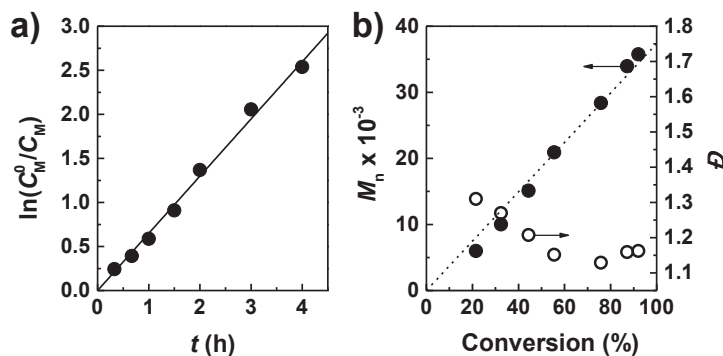 a)
ln(C⁰_M/C_M)
3.0
2.5
2.0
1.5
1.0
0.5
0.0
0 1 2 3 4
t (h)
b)
M_n x 10⁻³
40
30
20
10
0
0 20 40 60 80 100
Conversion (%)
1.8
1.7
1.6
1.5
1.4
1.3
1.2
1.1
Đ